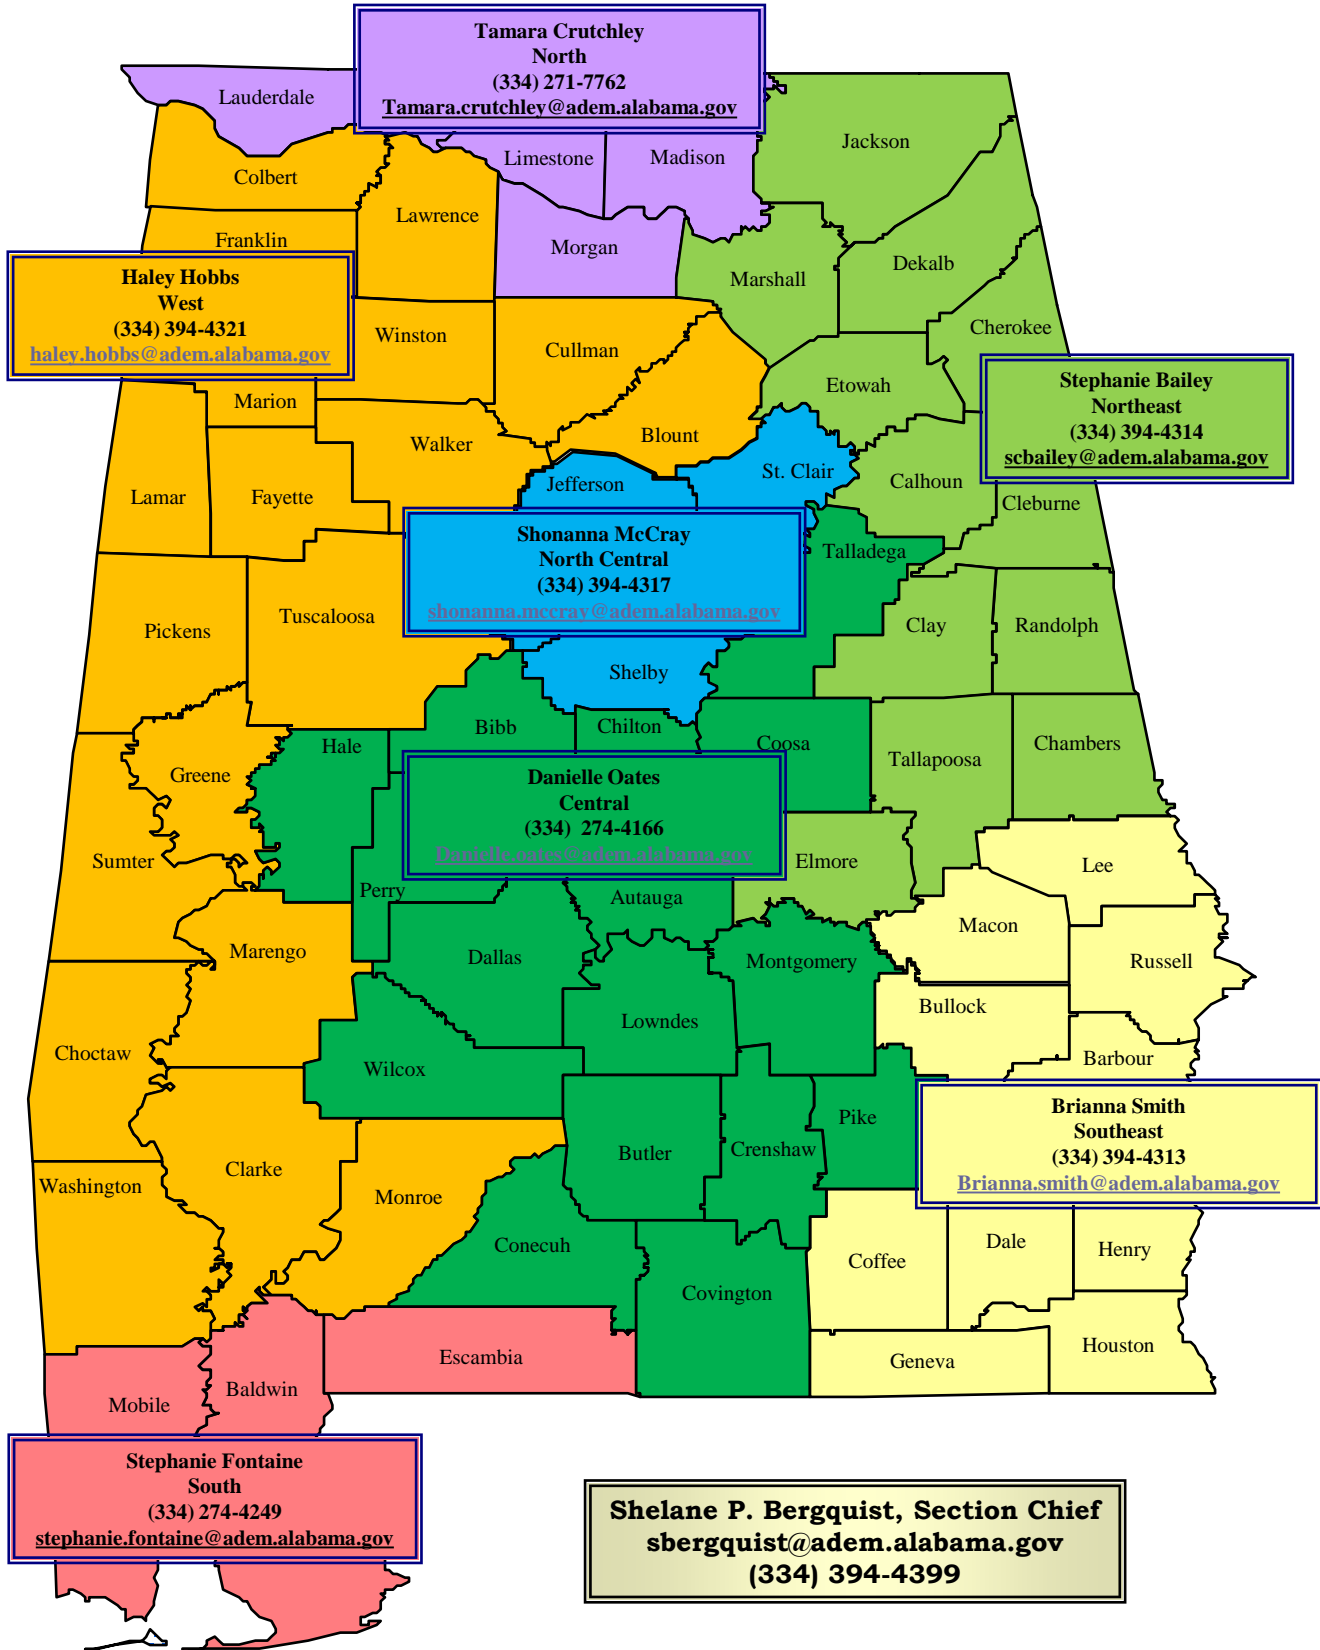 Tamara Crutchley
North
(334) 271-7762
Tamara.crutchley@adem.alabama.gov
Lauderdale
Limestone
Madison
Jackson
Colbert
Lawrence
Franklin
Morgan
Marshall
Dekalb
Haley Hobbs
West
(334) 394-4321
haley.hobbs@adem.alabama.gov
Winston
Cullman
Cherokee
Stephanie Bailey
Northeast
(334) 394-4314
scbailey@adem.alabama.gov
Etowah
Marion
Walker
Blount
Lamar
Fayette
Jefferson
St. Clair
Calhoun
Cleburne
Shonanna McCray
North Central
(334) 394-4317
shonanna.mccray@adem.alabama.gov
Talladega
Pickens
Tuscaloosa
Clay
Randolph
Shelby
Bibb
Chilton
Hale
Coosa
Chambers
Greene
Tallapoosa
Danielle Oates
Central
(334) 274-4166
Danielle.oates@adem.alabama.gov
Sumter
Elmore
Lee
Perry
Autauga
Macon
Marengo
Dallas
Montgomery
Russell
Bullock
Lowndes
Choctaw
Wilcox
Barbour
Brianna Smith
Southeast
(334) 394-4313
Brianna.smith@adem.alabama.gov
Pike
Butler
Crenshaw
Clarke
Washington
Monroe
Conecuh
Coffee
Dale
Henry
Covington
Escambia
Geneva
Houston
Baldwin
Mobile
Stephanie Fontaine
South
(334) 274-4249
stephanie.fontaine@adem.alabama.gov
Shelane P. Bergquist, Section Chief
sbergquist@adem.alabama.gov
(334) 394-4399